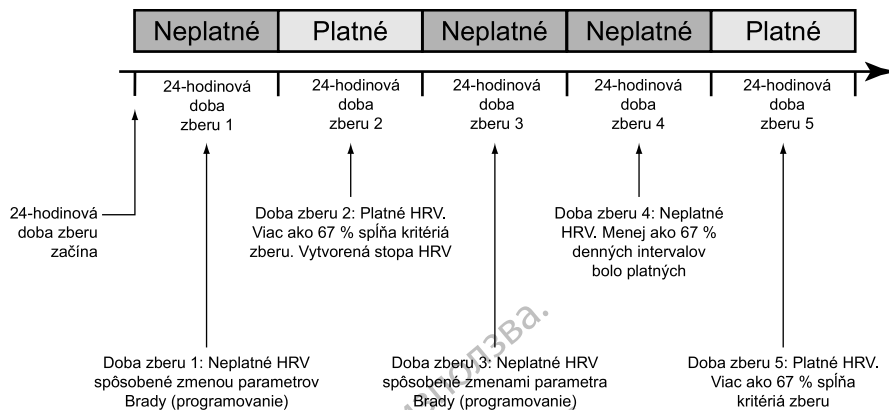 Neplatné Platné Neplatné Neplatné Platné
24-hodinová doba zberu 1
24-hodinová doba zberu 2
24-hodinová doba zberu 3
24-hodinová doba zberu 4
24-hodinová doba zberu 5
24-hodinová
doba zberu
začína
Doba zberu 2: Platné HRV.
Viac ako 67 % spĺňa kritériá
zberu. Vytvorená stopa HRV
Doba zberu 4: Neplatné
HRV. Menej ako 67 %
denných intervalov
bolo platných
Doba zberu 1: Neplatné HRV
spôsobené zmenou parametrov
Brady (programovanie)
Doba zberu 3: Neplatné HRV
spôsobené zmenami parametra
Brady (programovanie)
Doba zberu 5: Platné HRV.
Viac ako 67 % spĺňa
kritériá zberu